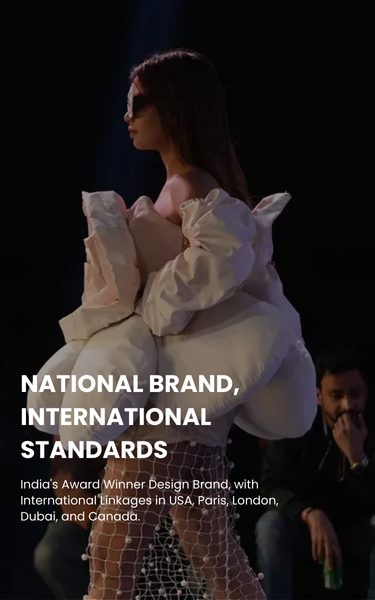 NATIONAL BRAND,
INTERNATIONAL
STANDARDS
India's Award Winner Design Brand, with
International Linkages in USA, Paris, London,
Dubai, and Canada.